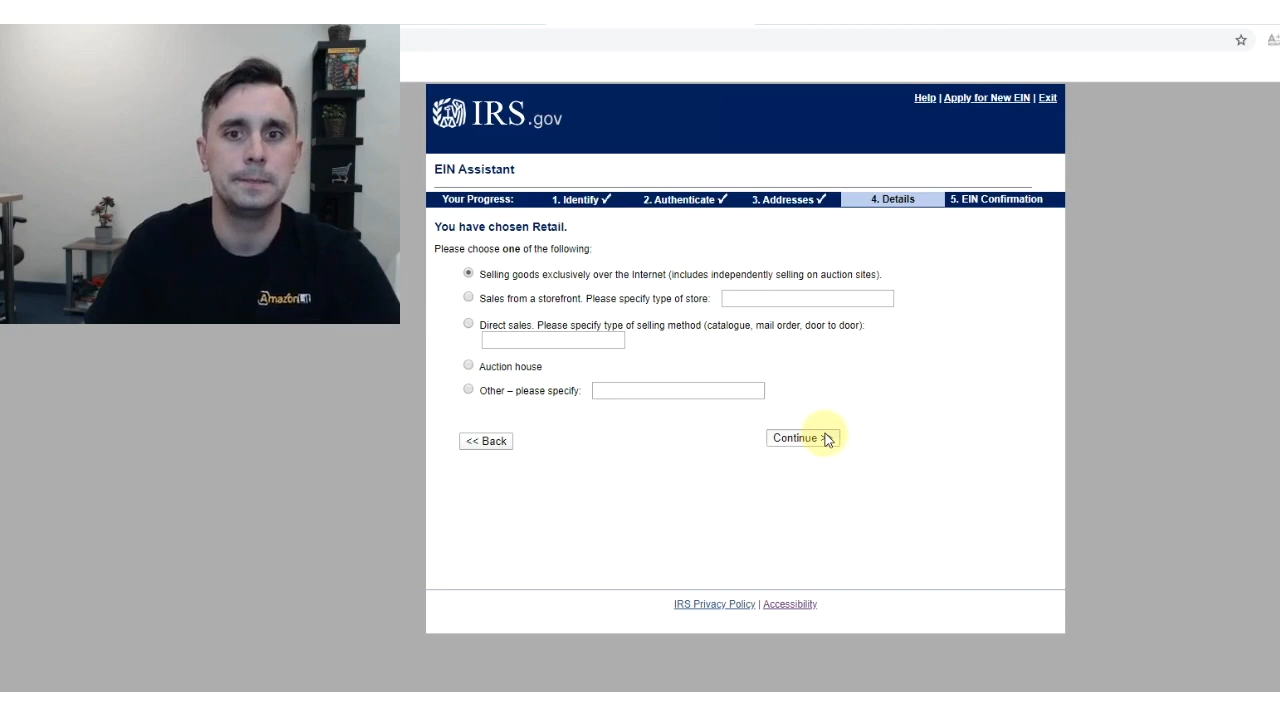 AmazonLit
IRS.gov
Help | Apply for New EIN | Exit
EIN Assistant
Your Progress: 1. Identify ✓ 2. Authenticate ✓ 3. Addresses ✓ 4. Details 5. EIN Confirmation
You have chosen Retail.
Please choose one of the following:
Selling goods exclusively over the Internet (includes independently selling on auction sites).
Sales from a storefront. Please specify type of store:
Direct sales. Please specify type of selling method (catalogue, mail order, door to door):
Auction house
Other – please specify:
<< Back
Continue >>
IRS Privacy Policy | Accessibility